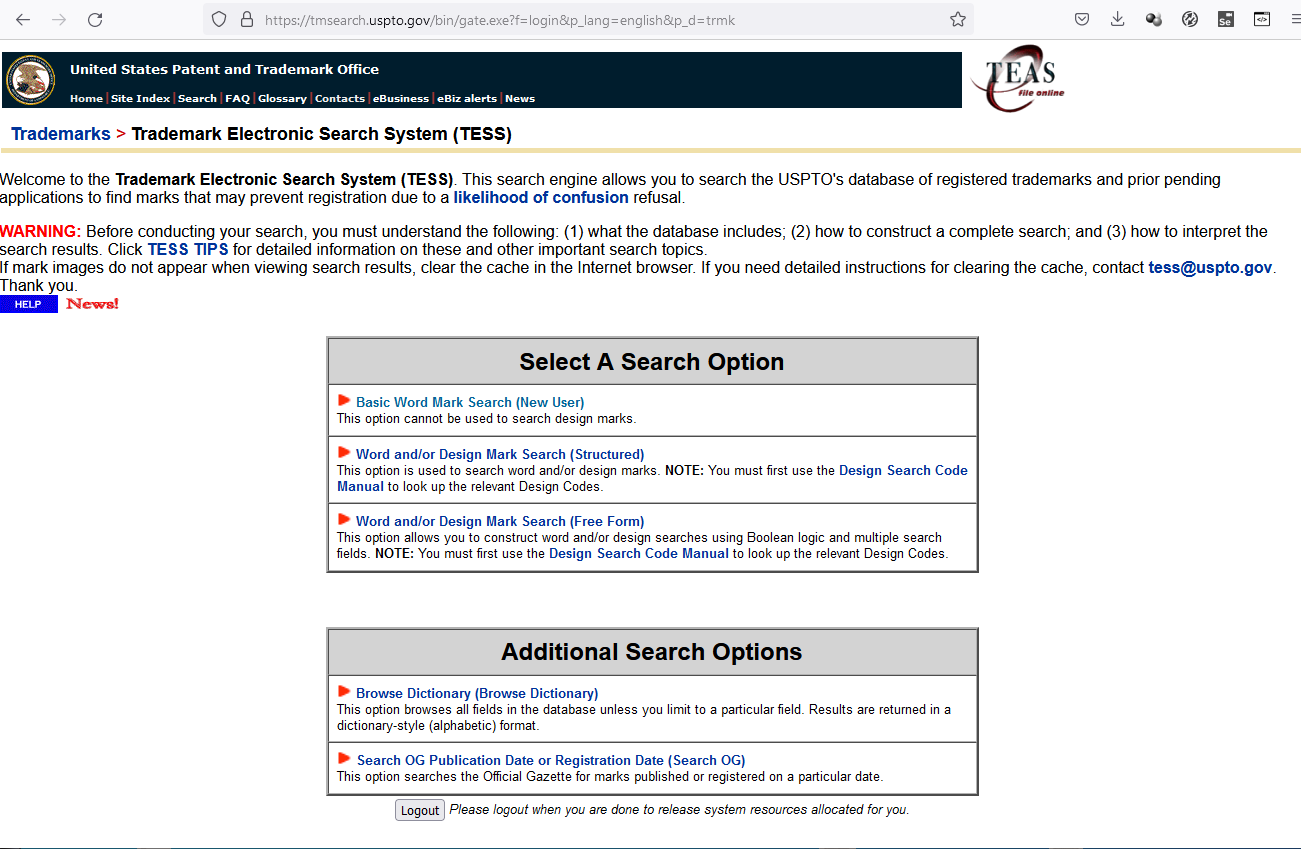 https://tmsearch.uspto.gov/bin/gate.exe?f=login&p_lang=english&p_d=trmk
Se
United States Patent and Trademark Office
Home | Site Index | Search | FAQ | Glossary | Contacts | eBusiness | eBiz alerts | News
TEAS
file online
Trademarks > Trademark Electronic Search System (TESS)
Welcome to the Trademark Electronic Search System (TESS). This search engine allows you to search the USPTO's database of registered trademarks and prior pending
applications to find marks that may prevent registration due to a likelihood of confusion refusal.
WARNING: Before conducting your search, you must understand the following: (1) what the database includes; (2) how to construct a complete search; and (3) how to interpret the
search results. Click TESS TIPS for detailed information on these and other important search topics.
If mark images do not appear when viewing search results, clear the cache in the Internet browser. If you need detailed instructions for clearing the cache, contact tess@uspto.gov.
Thank you.
HELP News!
Select A Search Option
Basic Word Mark Search (New User)
This option cannot be used to search design marks.
Word and/or Design Mark Search (Structured)
This option is used to search word and/or design marks. NOTE: You must first use the Design Search Code
Manual to look up the relevant Design Codes.
Word and/or Design Mark Search (Free Form)
This option allows you to construct word and/or design searches using Boolean logic and multiple search
fields. NOTE: You must first use the Design Search Code Manual to look up the relevant Design Codes.
Additional Search Options
Browse Dictionary (Browse Dictionary)
This option browses all fields in the database unless you limit to a particular field. Results are returned in a
dictionary-style (alphabetic) format.
Search OG Publication Date or Registration Date (Search OG)
This option searches the Official Gazette for marks published or registered on a particular date.
Logout Please logout when you are done to release system resources allocated for you.